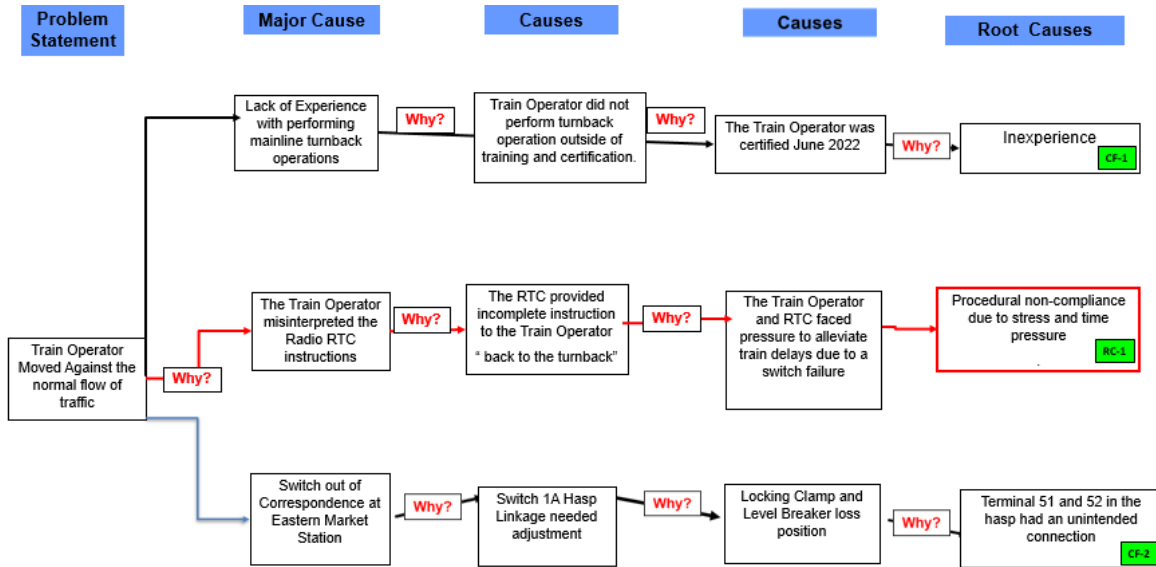 Problem
Statement
Major Cause
Causes
Causes
Root Causes
Lack of Experience
with performing
mainline turnback
operations
Why?
Train Operator did not
perform turnback
operation outside of
training and certification.
Why?
The Train Operator was
certified June 2022
Why?
Inexperience
CF-1
Train Operator
Moved Against the
normal flow of
traffic
Why?
The Train Operator
misinterpreted the
Radio RTC
instructions
Why?
The RTC provided
incomplete instruction
to the Train Operator
“ back to the turnback”
Why?
The Train Operator
and RTC faced
pressure to alleviate
train delays due to a
switch failure
Procedural non-compliance
due to stress and time
pressure
.
RC-1
Switch out of
Correspondence at
Eastern Market
Station
Why?
Switch 1A Hasp
Linkage needed
adjustment
Why?
Locking Clamp and
Level Breaker loss
position
Why?
Terminal 51 and 52 in the
hasp had an unintended
connection
CF-2